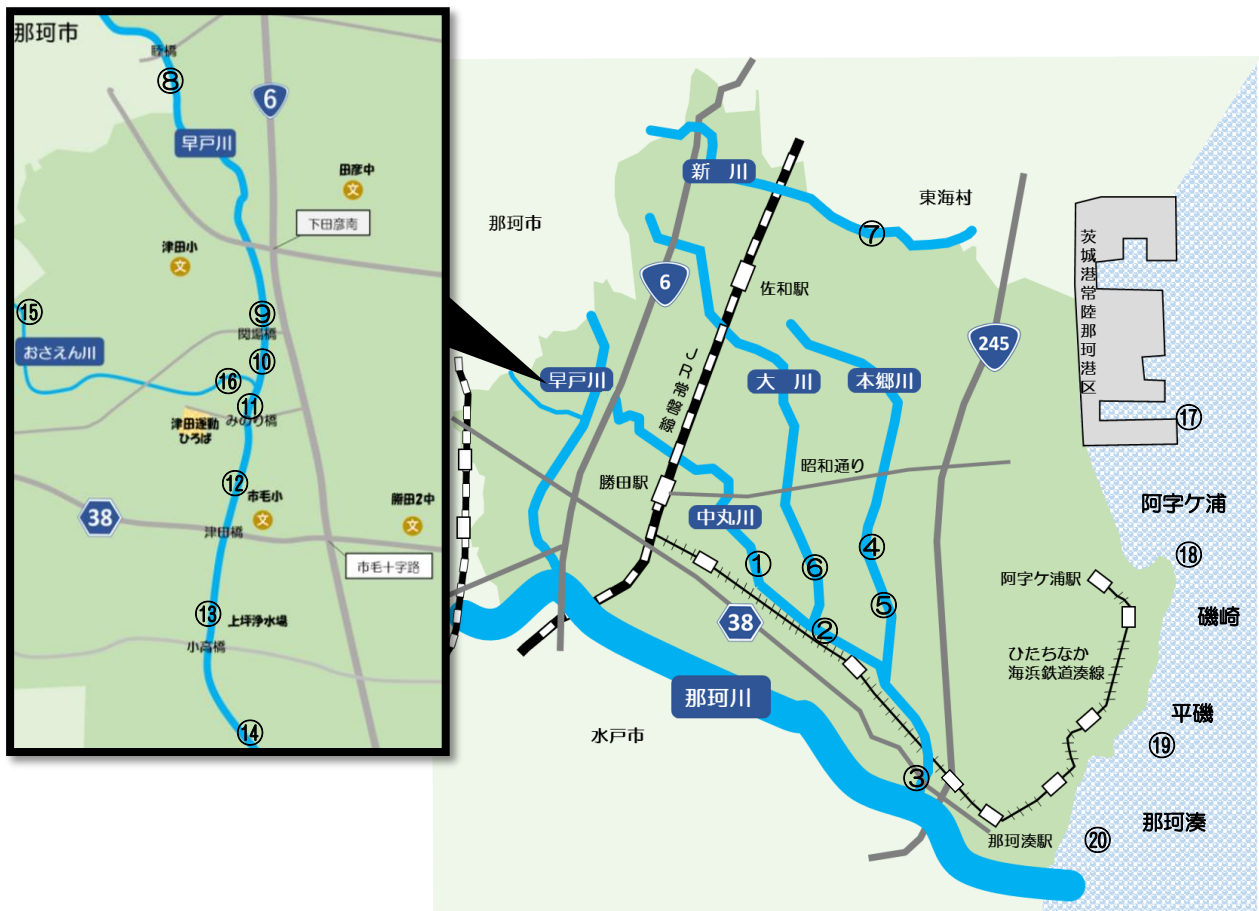 那珂市
睦橋
⑧
6
早戸川
田彦中
文
下田彦南
津田小
文
⑮
⑨
関場橋
おさえん川
⑩
⑯
⑪
みのり橋
津田運動
ひろば
⑫
市毛小
文
勝田2中
文
38
津田橋
市毛十字路
⑬
上坪浄水場
小高橋
⑭
新 川
東海村
那珂市
⑦
6
佐和駅
茨城港常陸那珂港区
245
JR常磐線
早戸川
大 川
本郷川
⑰
昭和通り
勝田駅
阿字ケ浦
中丸川
④
⑱
①
⑥
阿字ケ浦駅
⑤
磯崎
38
②
ひたちなか
海浜鉄道湊線
那珂川
平磯
水戸市
⑲
③
那珂湊
那珂湊駅
⑳